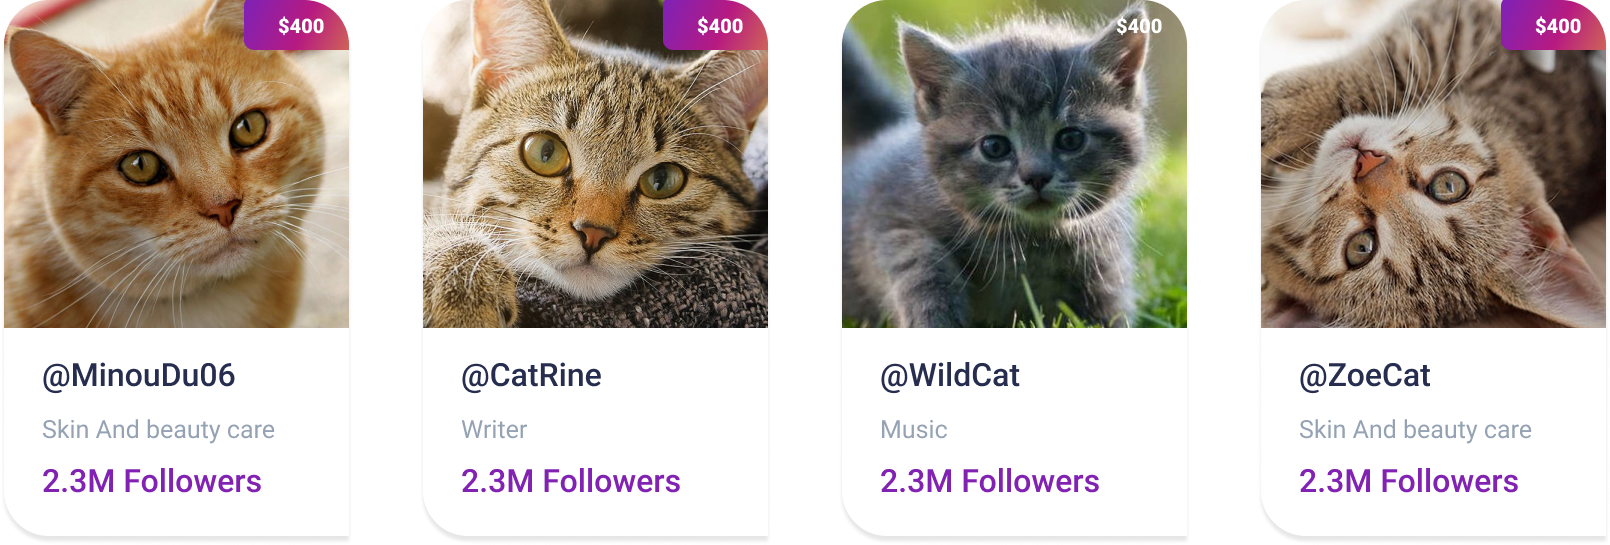 $400
@MinouDu06
Skin And beauty care
2.3M Followers
$400
@CatRine
Writer
2.3M Followers
$400
@WildCat
Music
2.3M Followers
$400
@ZoeCat
Skin And beauty care
2.3M Followers